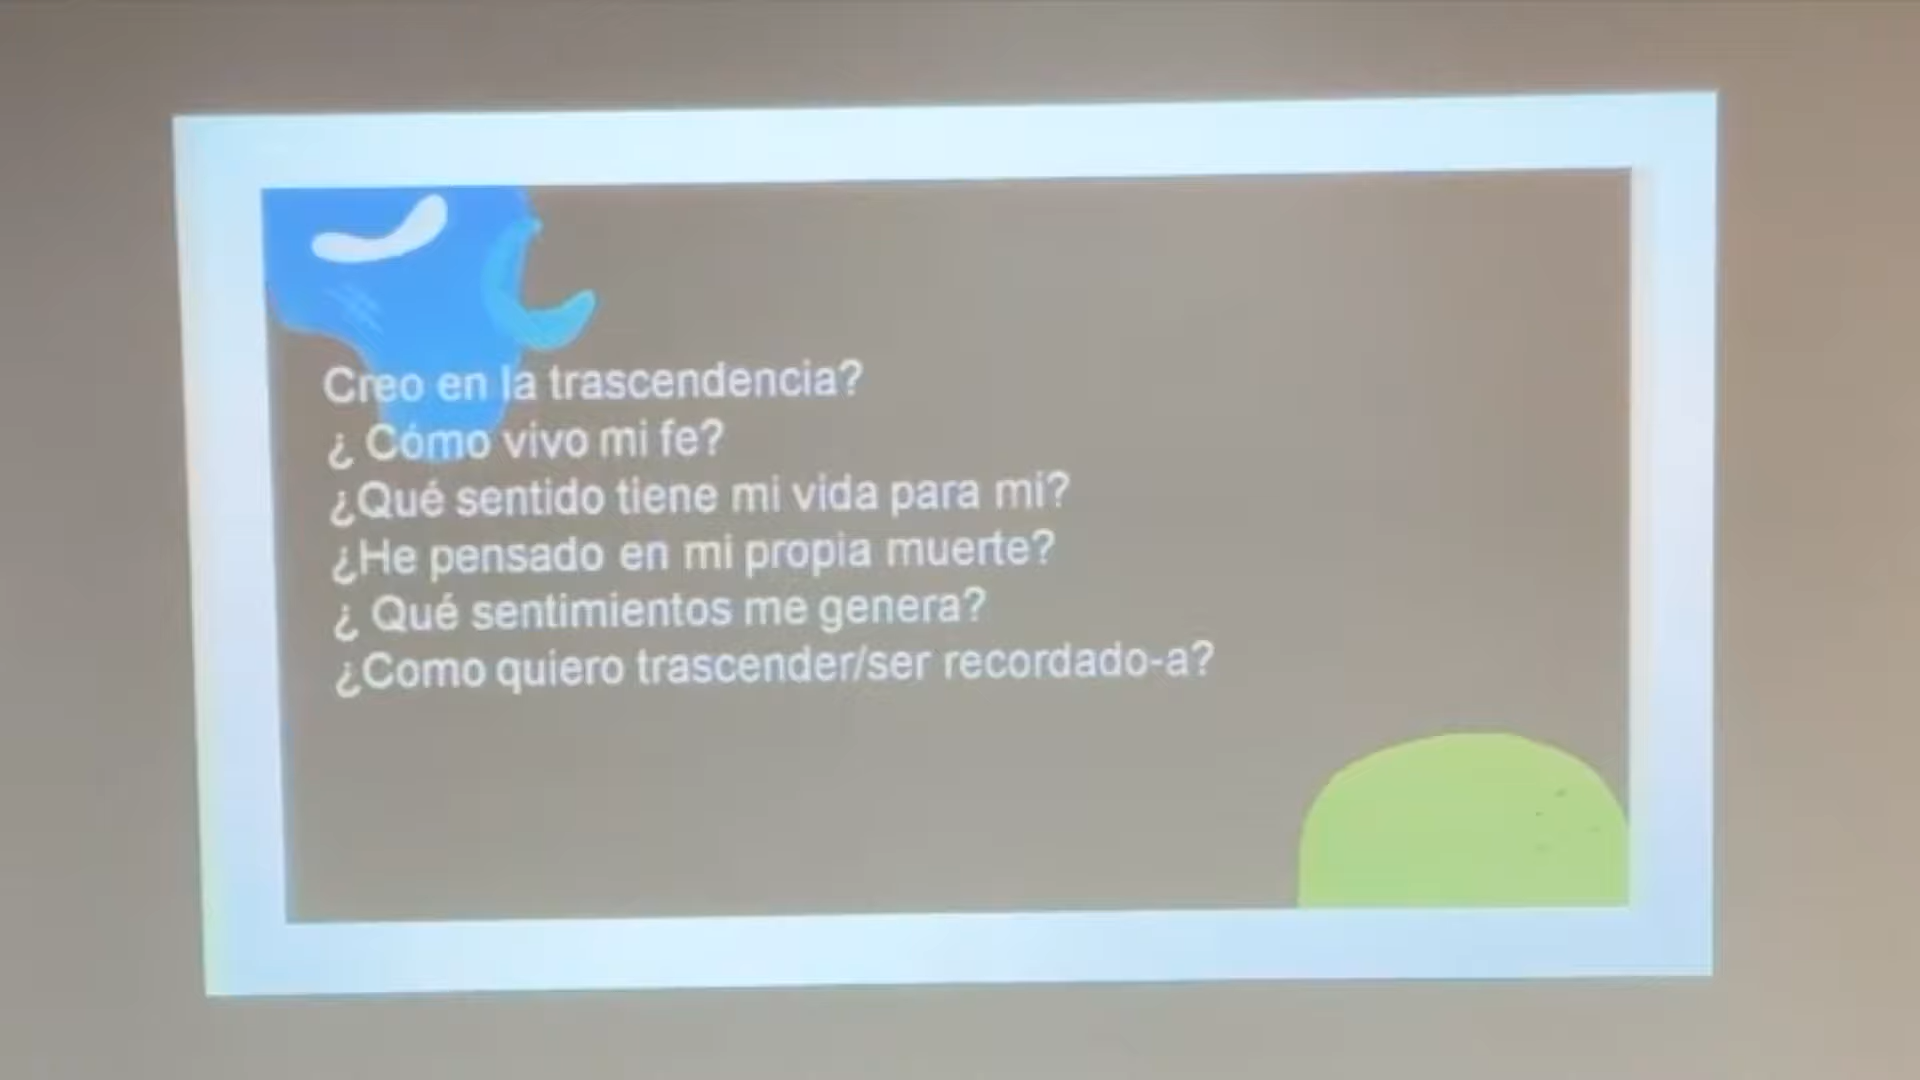 Creo en la trascendencia?
¿ Cómo vivo mi fe?
¿Qué sentido tiene mi vida para mi?
¿He pensado en mi propia muerte?
¿ Qué sentimientos me genera?
¿Como quiero trascender/ser recordado-a?